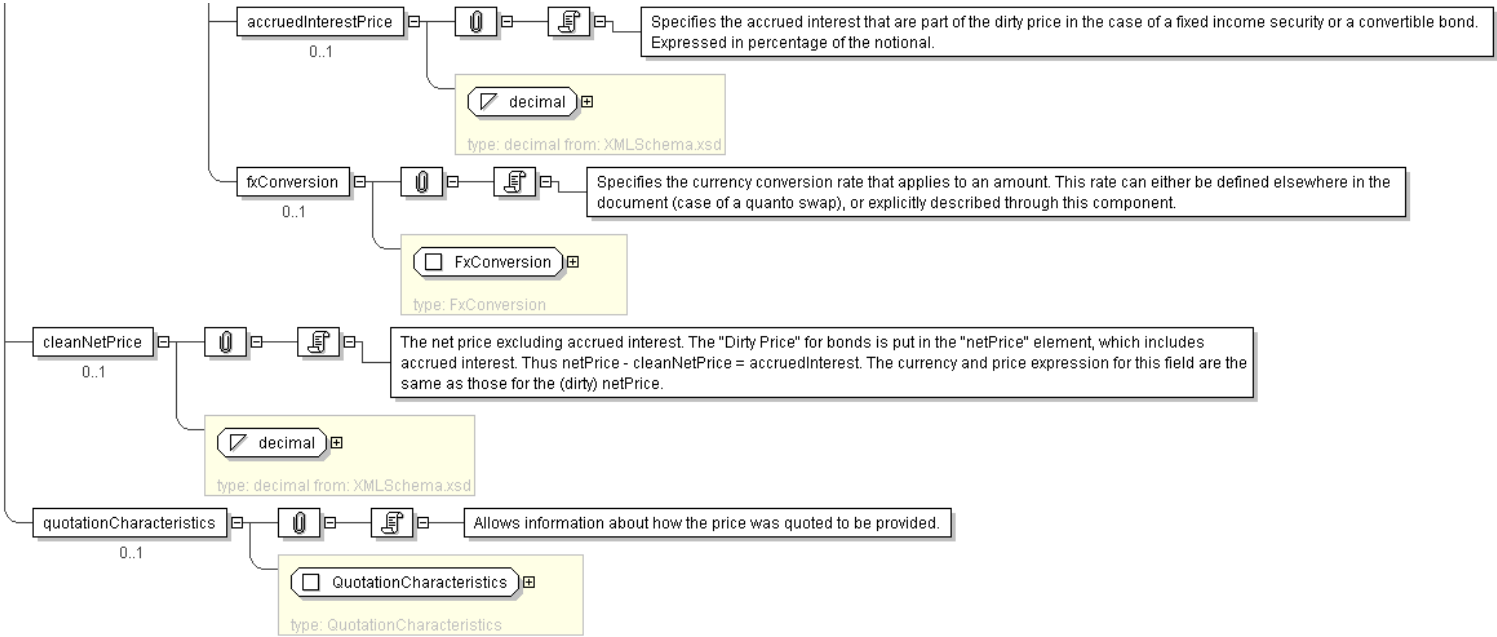 accruedInterestPrice
0..1
Specifies the accrued interest that are part of the dirty price in the case of a fixed income security or a convertible bond.
Expressed in percentage of the notional.
decimal
type: decimal from: XMLSchema.xsd
fxConversion
0..1
Specifies the currency conversion rate that applies to an amount. This rate can either be defined elsewhere in the
document (case of a quanto swap), or explicitly described through this component.
FxConversion
type: FxConversion
cleanNetPrice
0..1
The net price excluding accrued interest. The "Dirty Price" for bonds is put in the "netPrice" element, which includes
accrued interest. Thus netPrice - cleanNetPrice = accruedInterest. The currency and price expression for this field are the
same as those for the (dirty) netPrice.
decimal
type: decimal from: XMLSchema.xsd
quotationCharacteristics
0..1
Allows information about how the price was quoted to be provided.
QuotationCharacteristics
type: QuotationCharacteristics